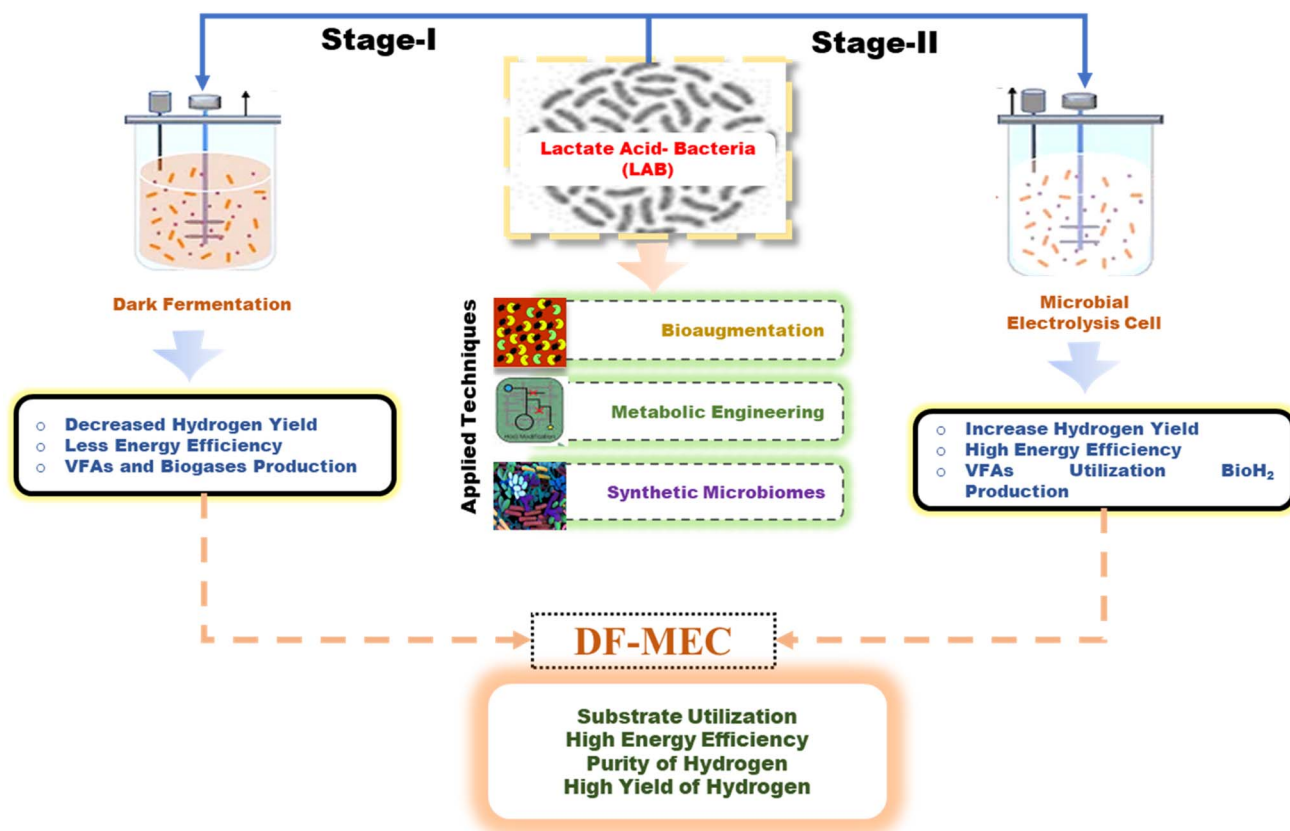 Stage-I
Stage-II
Lactate Acid- Bacteria
(LAB)
Dark Fermentation
Microbial
Electrolysis Cell
Applied Techniques
Bioaugmentation
Host Modification
Metabolic Engineering
Synthetic Microbiomes
Decreased Hydrogen Yield
Less Energy Efficiency
VFAs and Biogases Production
Increase Hydrogen Yield
High Energy Efficiency
VFAs Utilization BioH₂
Production
DF-MEC
Substrate Utilization
High Energy Efficiency
Purity of Hydrogen
High Yield of Hydrogen